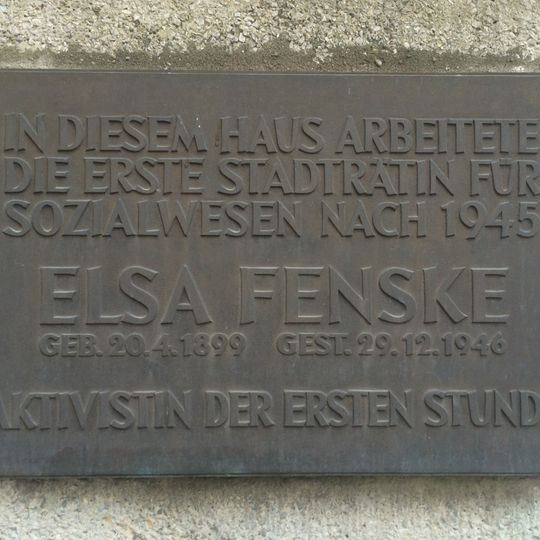 IN DIESEM HAUS ARBEITETE
DIE ERSTE STADTRÄTIN FÜR
SOZIALWESEN NACH 1945
ELSA FENSKE
GEB. 20.4.1899 GEST. 29.12.1946
AKTIVISTIN DER ERSTEN STUND